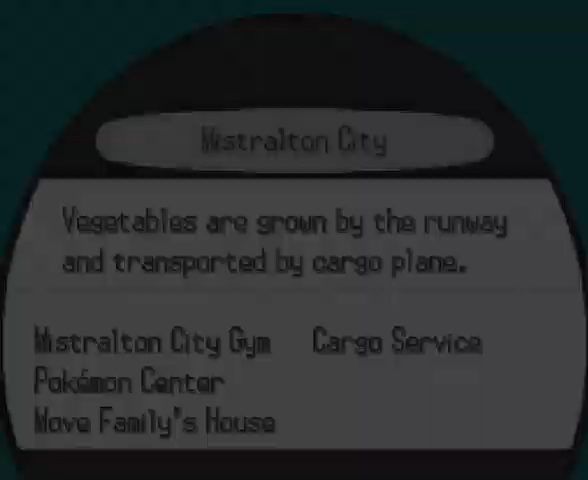 Mistralton City
Vegetables are grown by the runway
and transported by cargo plane.
Mistralton City Gym Cargo Service
Pokémon Center
Move Family's House